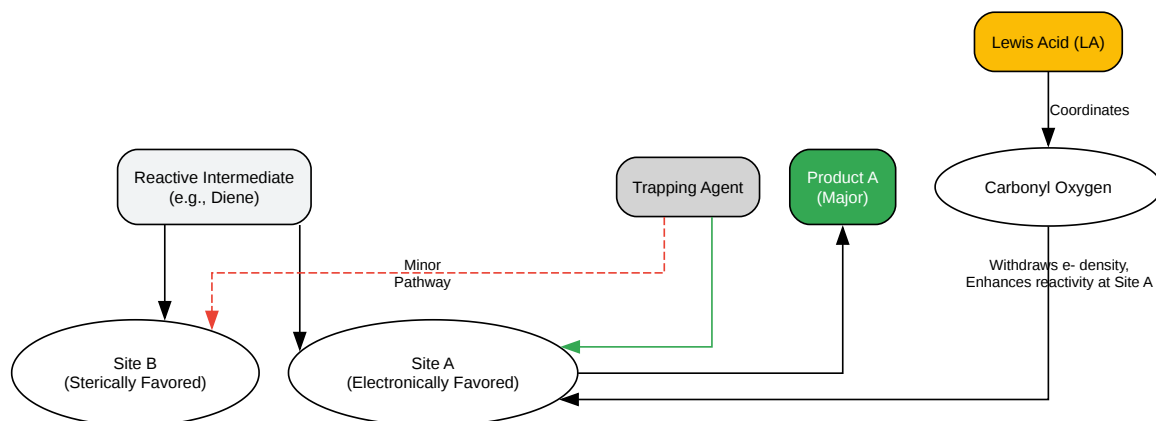 Lewis Acid (LA)
Coordinates
Reactive Intermediate
(e.g., Diene)
Trapping Agent
Product A
(Major)
Carbonyl Oxygen
Minor
Pathway
Withdraws e- density,
Enhances reactivity at Site A
Site B
(Sterically Favored)
Site A
(Electronically Favored)